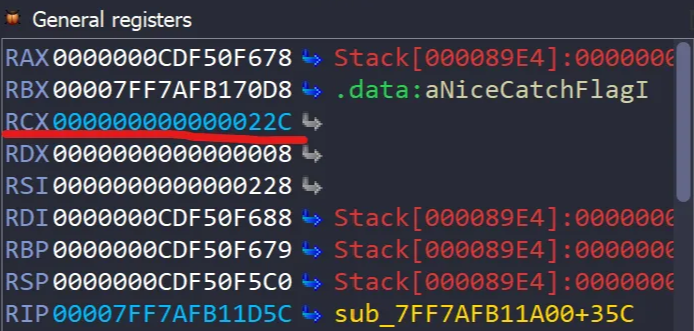 General registers
RAX 0000000CDF50F678 Stack[000089E4]:0000000
RBX 00007FF7AFB170D8 .data:aNiceCatchFlagI
RCX 000000000000022C
RDX 0000000000000008
RSI 0000000000000228
RDI 0000000CDF50F688 Stack[000089E4]:0000000
RBP 0000000CDF50F679 Stack[000089E4]:0000000
RSP 0000000CDF50F5C0 Stack[000089E4]:0000000
RIP 00007FF7AFB11D5C sub_7FF7AFB11A00+35C